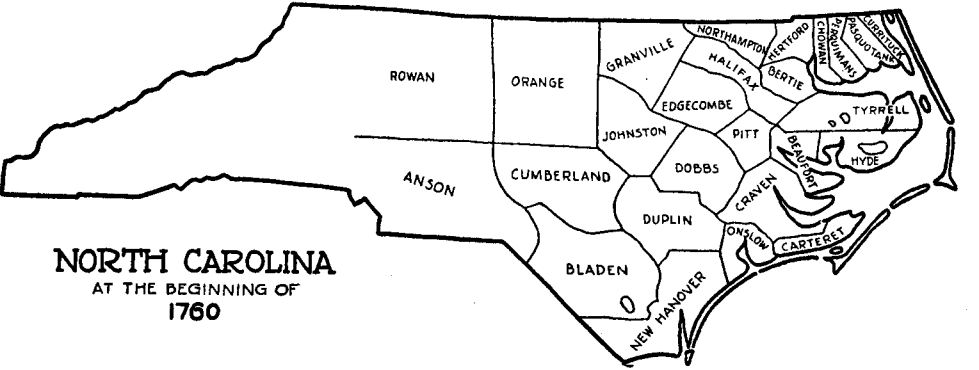 ROWAN
ORANGE
GRANVILLE
NORTHAMPTON
HERTFORD
CHOWAN
PERQUIMANS
PASQUOTANK
CURRITUCK
HALIFAX
BERTIE
EDGECOMBE
TYRRELL
JOHNSTON
PITT
BEAUFORT
HYDE
ANSON
CUMBERLAND
DOBBS
CRAVEN
DUPLIN
ONSLOW
CARTERET
BLADEN
NEW HANOVER
NORTH CAROLINA
AT THE BEGINNING OF
1760